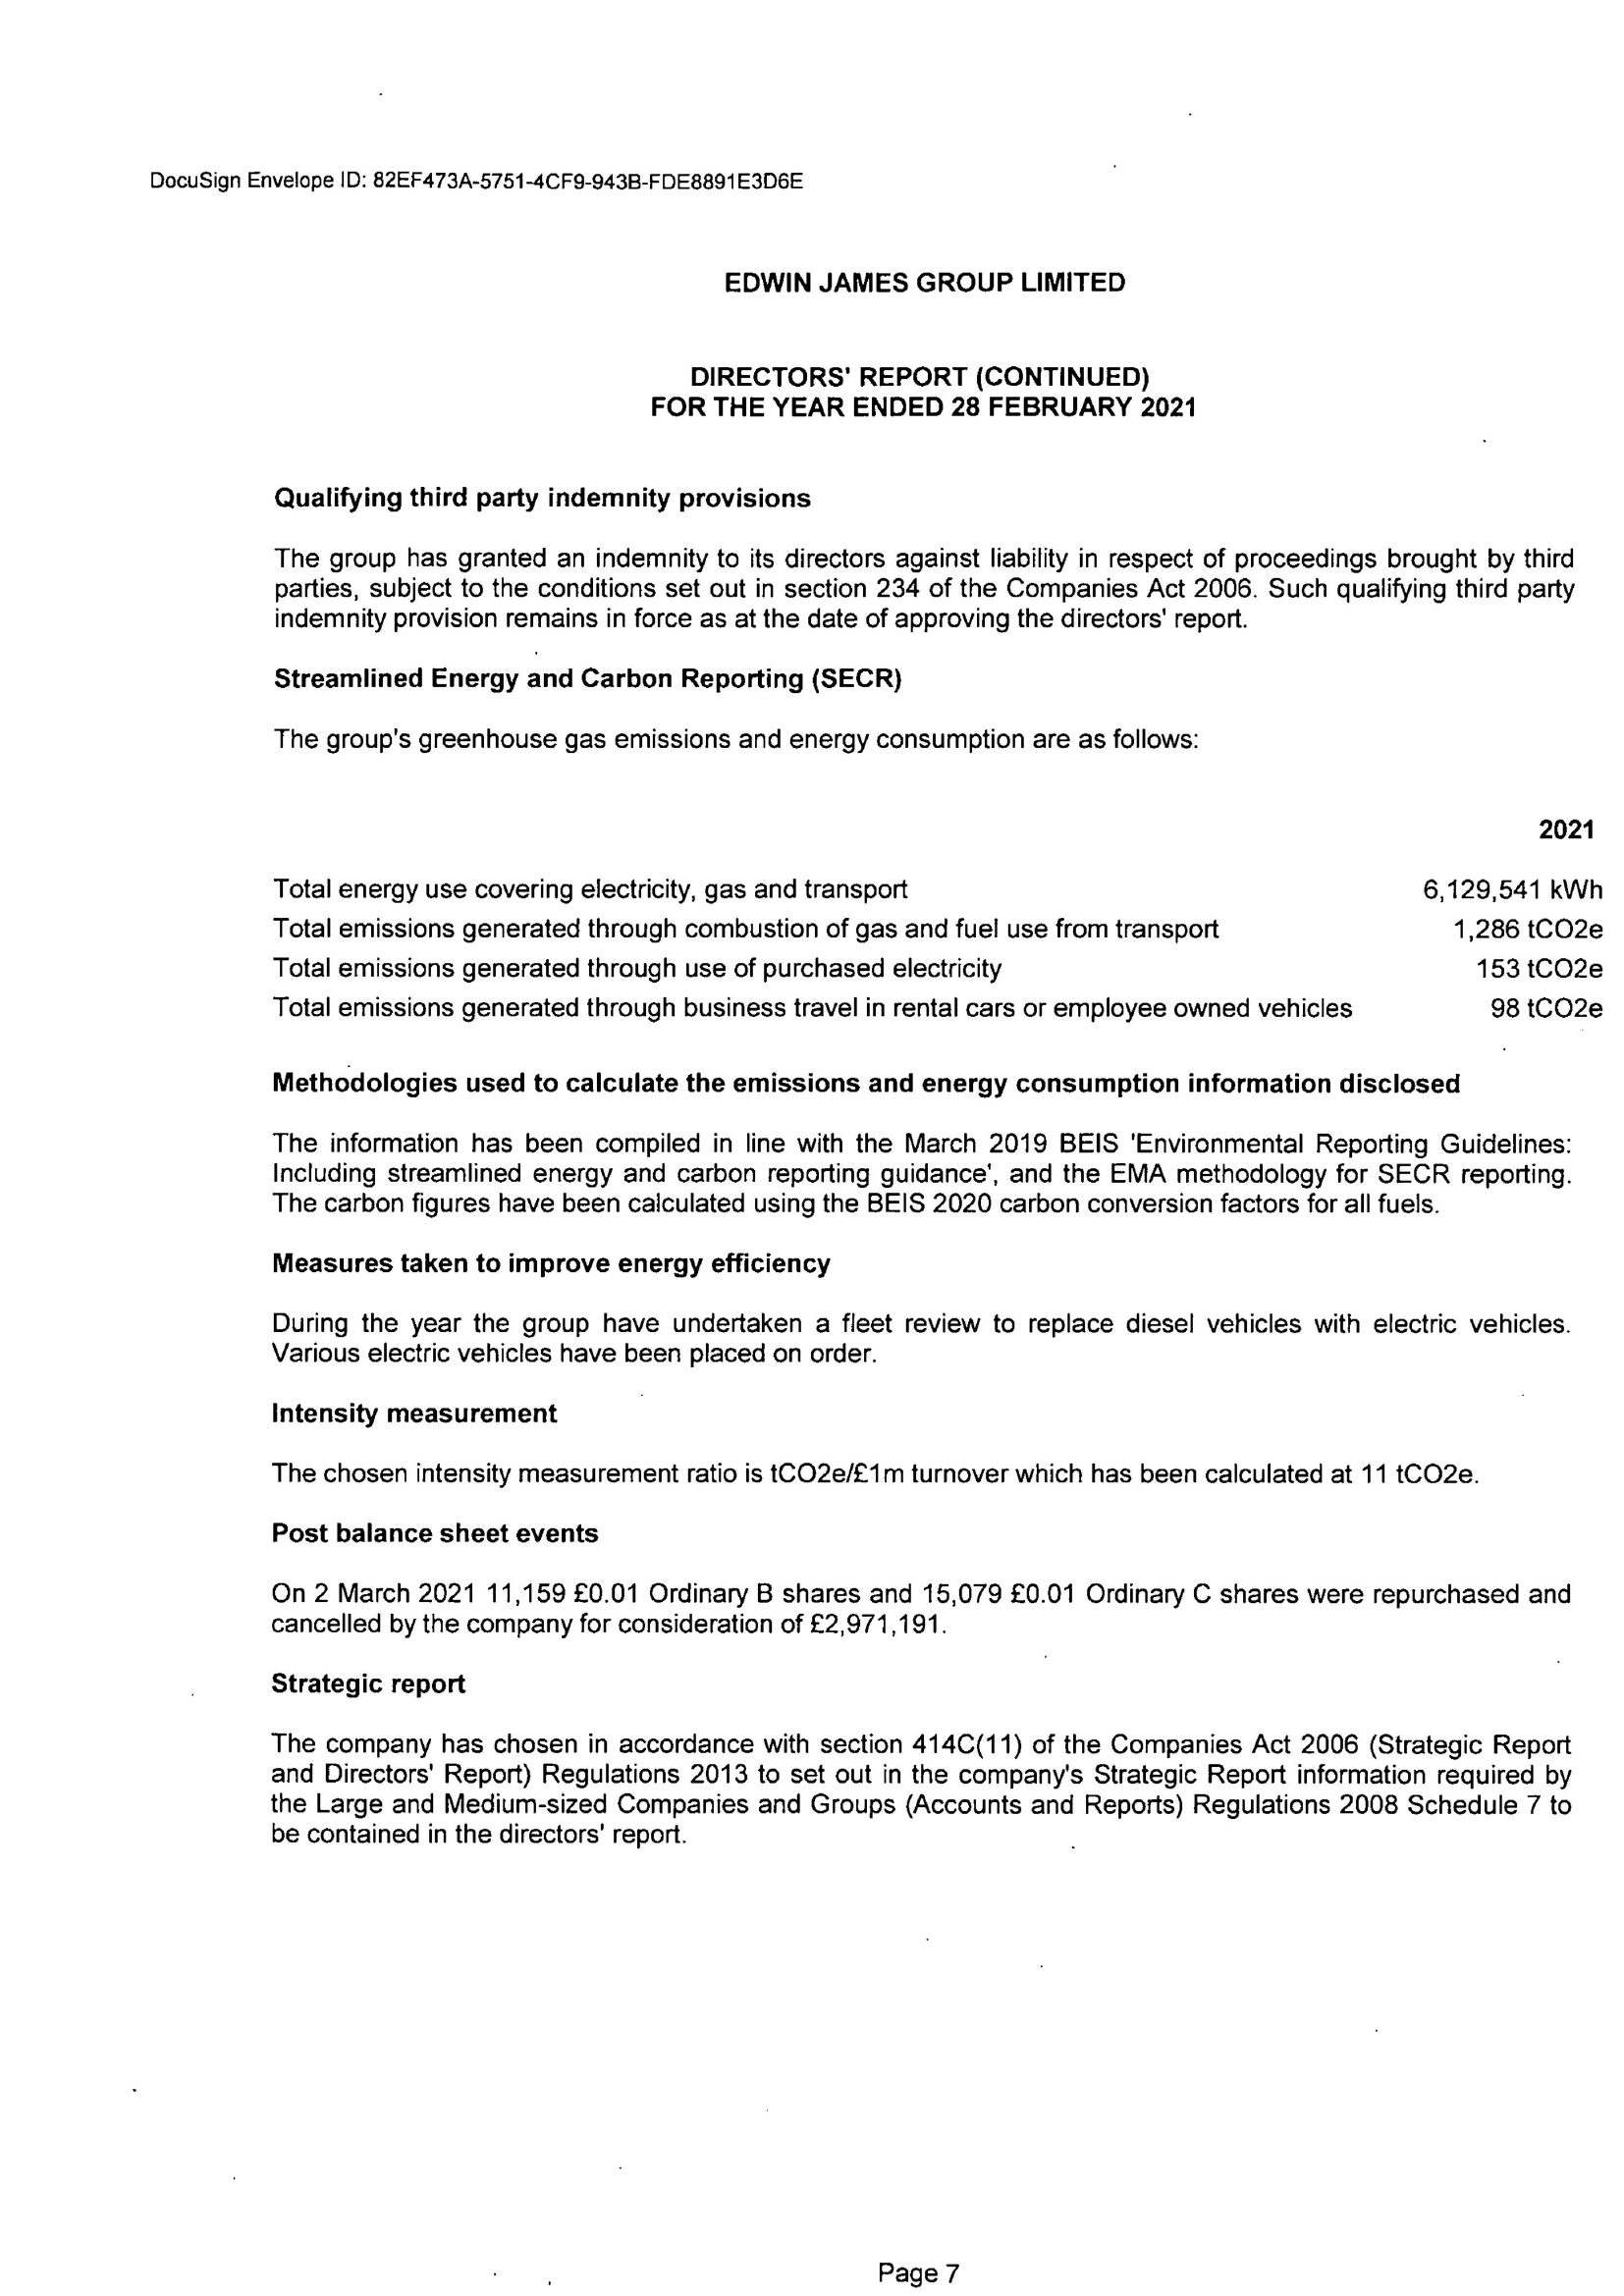 DocuSign Envelope ID: 82EF473A-5751-4CF9-943B-FDE8891E3D6E
EDWIN JAMES GROUP LIMITED
DIRECTORS' REPORT (CONTINUED)
FOR THE YEAR ENDED 28 FEBRUARY 2021
Qualifying third party indemnity provisions
The group has granted an indemnity to its directors against liability in respect of proceedings brought by third
parties, subject to the conditions set out in section 234 of the Companies Act 2006. Such qualifying third party
indemnity provision remains in force as at the date of approving the directors' report.
Streamlined Energy and Carbon Reporting (SECR)
The group's greenhouse gas emissions and energy consumption are as follows:
2021
Total energy use covering electricity, gas and transport 6,129,541 kWh
Total emissions generated through combustion of gas and fuel use from transport 1,286 tCO2e
Total emissions generated through use of purchased electricity 153 tCO2e
Total emissions generated through business travel in rental cars or employee owned vehicles 98 tCO2e
Methodologies used to calculate the emissions and energy consumption information disclosed
The information has been compiled in line with the March 2019 BEIS 'Environmental Reporting Guidelines:
Including streamlined energy and carbon reporting guidance', and the EMA methodology for SECR reporting.
The carbon figures have been calculated using the BEIS 2020 carbon conversion factors for all fuels.
Measures taken to improve energy efficiency
During the year the group have undertaken a fleet review to replace diesel vehicles with electric vehicles.
Various electric vehicles have been placed on order.
Intensity measurement
The chosen intensity measurement ratio is tCO2e/£1m turnover which has been calculated at 11 tCO2e.
Post balance sheet events
On 2 March 2021 11,159 £0.01 Ordinary B shares and 15,079 £0.01 Ordinary C shares were repurchased and
cancelled by the company for consideration of £2,971,191.
Strategic report
The company has chosen in accordance with section 414C(11) of the Companies Act 2006 (Strategic Report
and Directors' Report) Regulations 2013 to set out in the company's Strategic Report information required by
the Large and Medium-sized Companies and Groups (Accounts and Reports) Regulations 2008 Schedule 7 to
be contained in the directors' report.
Page 7